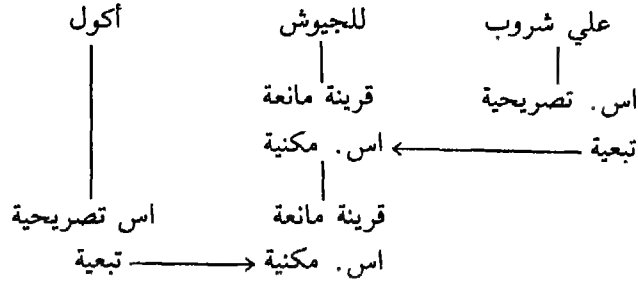 علي شروب للجيوش أكول
اس. تصريحية قرينة مانعة
تبعية اس. مكنية
قرينة مانعة اس تصريحية
اس. مكنية تبعية